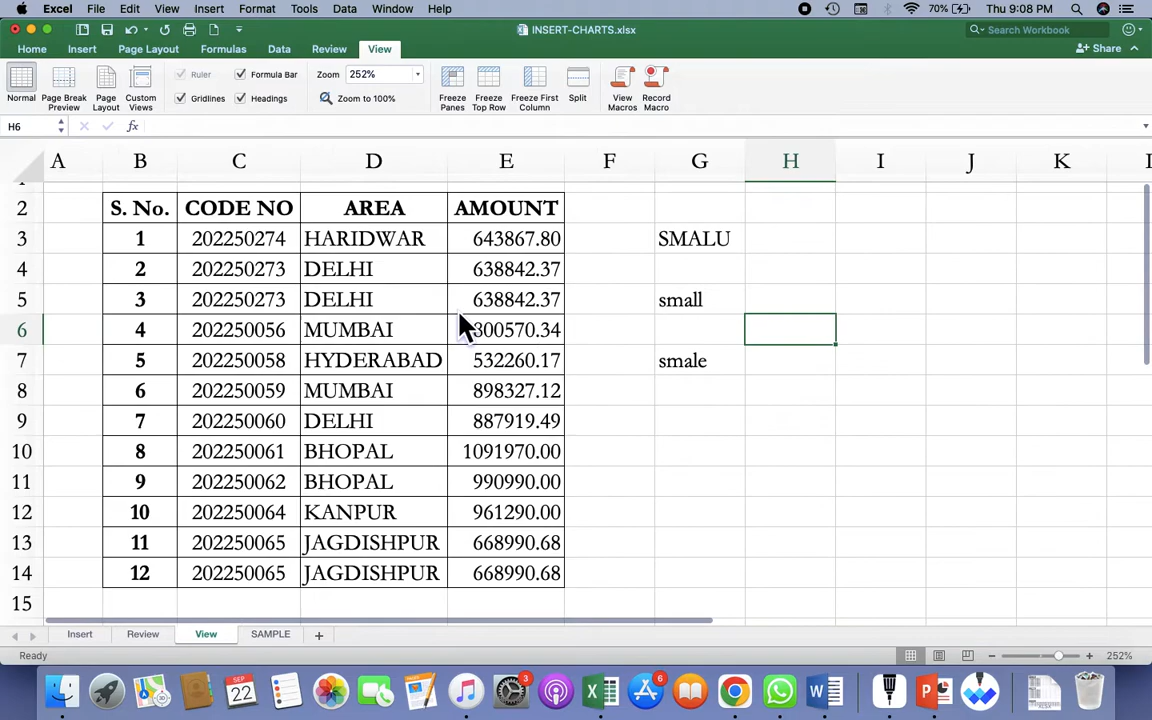 Excel File Edit View Insert Format Tools Data Window Help 70% Thu 9:08 PM
INSERT-CHARTS.xlsx Search Workbook
Home Insert Page Layout Formulas Data Review View Share
Ruler Formula Bar Zoom 252%
Gridlines Headings Zoom to 100%
Normal Page Break Preview Page Layout Custom Views Freeze Panes Freeze Top Row Freeze First Column Split View Macros Record Macro
H6 fx
A B C D E F G H I J K
2 S. No. CODE NO AREA AMOUNT
3 1 202250274 HARIDWAR 643867.80 SMALU
4 2 202250273 DELHI 638842.37
5 3 202250273 DELHI 638842.37 small
6 4 202250056 MUMBAI 300570.34
7 5 202250058 HYDERABAD 532260.17 smale
8 6 202250059 MUMBAI 898327.12
9 7 202250060 DELHI 887919.49
10 8 202250061 BHOPAL 1091970.00
11 9 202250062 BHOPAL 990990.00
12 10 202250064 KANPUR 961290.00
13 11 202250065 JAGDISHPUR 668990.68
14 12 202250065 JAGDISHPUR 668990.68
15
Insert Review View SAMPLE
Ready 252%
SEP 22 3 6